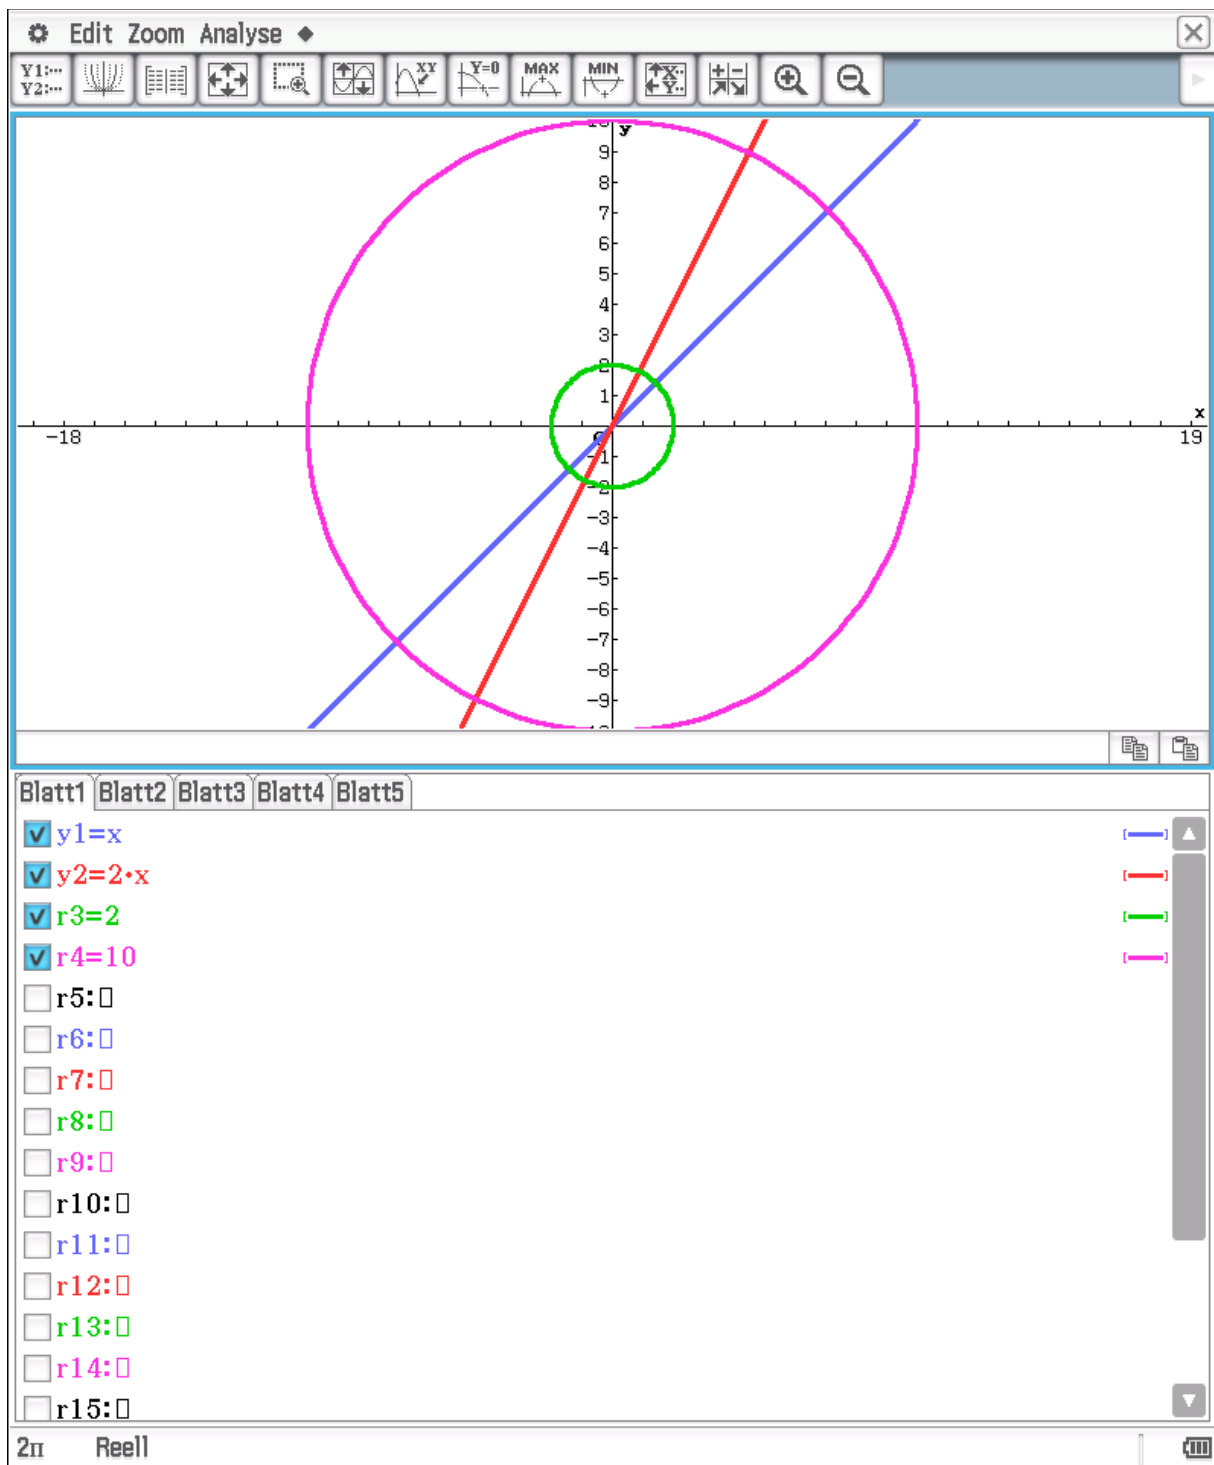 Edit Zoom Analyse
Y1:··· Y2:··· XY Y=0 MAX MIN X·· Y··
y
9
8
7
6
5
4
3
2
1
x
-18
19
-1
-2
-3
-4
-5
-6
-7
-8
-9
Blatt1 Blatt2 Blatt3 Blatt4 Blatt5
y1=x
y2=2·x
r3=2
r4=10
r5:□
r6:□
r7:□
r8:□
r9:□
r10:□
r11:□
r12:□
r13:□
r14:□
r15:□
2π Reell